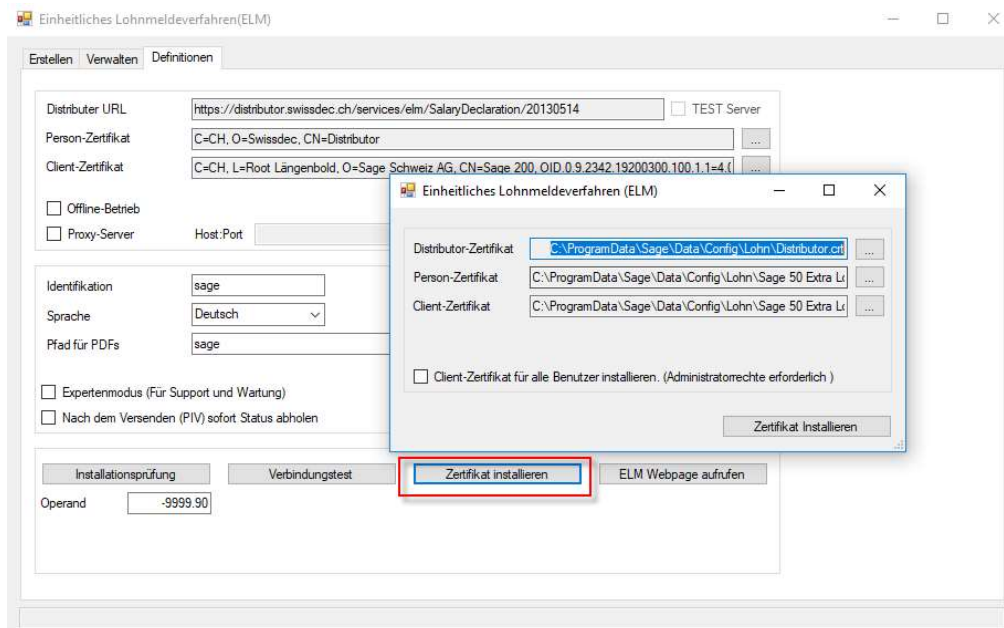 Einheitliches Lohnmeldeverfahren(ELM)
Erstellen Verwalten Definitionen
Distributer URL https://distributor.swissdec.ch/services/elm/SalaryDeclaration/20130514 TEST Server
Person-Zertifikat C=CH, O=Swissdec, CN=Distributor ...
Client-Zertifikat C=CH, L=Root Längenbold, O=Sage Schweiz AG, CN=Sage 200, OID.0.9.2342.19200300.100.1.1=4.( ...
Offline-Betrieb
Proxy-Server Host:Port
Identifikation sage
Sprache Deutsch
Pfad für PDFs sage
Expertenmodus (Für Support und Wartung)
Nach dem Versenden (PIV) sofort Status abholen
Installationsprüfung Verbindungstest Zertifikat installieren ELM Webpage aufrufen
Operand -9999.90
Einheitliches Lohnmeldeverfahren (ELM)
Distributor-Zertifikat C:\ProgramData\Sage\Data\Config\Lohn\Distributor.crt ...
Person-Zertifikat C:\ProgramData\Sage\Data\Config\Lohn\Sage 50 Extra Lo ...
Client-Zertifikat C:\ProgramData\Sage\Data\Config\Lohn\Sage 50 Extra Lo ...
Client-Zertifikat für alle Benutzer installieren. (Administratorrechte erforderlich )
Zertifikat Installieren